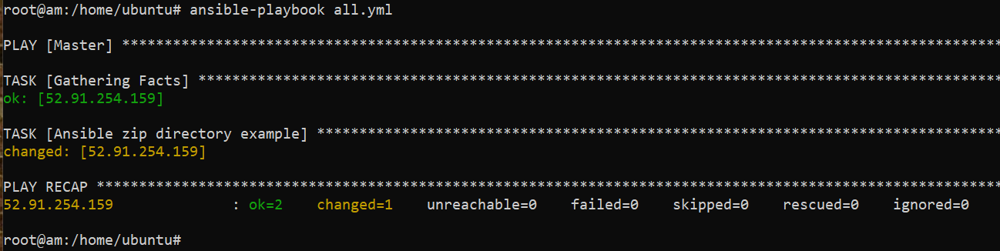 root@am:/home/ubuntu# ansible-playbook all.yml
PLAY [Master] *******************************************************************************************************
TASK [Gathering Facts] **********************************************************************************************
ok: [52.91.254.159]
TASK [Ansible zip directory example] ********************************************************************************
changed: [52.91.254.159]
PLAY RECAP **********************************************************************************************************
52.91.254.159 : ok=2 changed=1 unreachable=0 failed=0 skipped=0 rescued=0 ignored=0
root@am:/home/ubuntu#